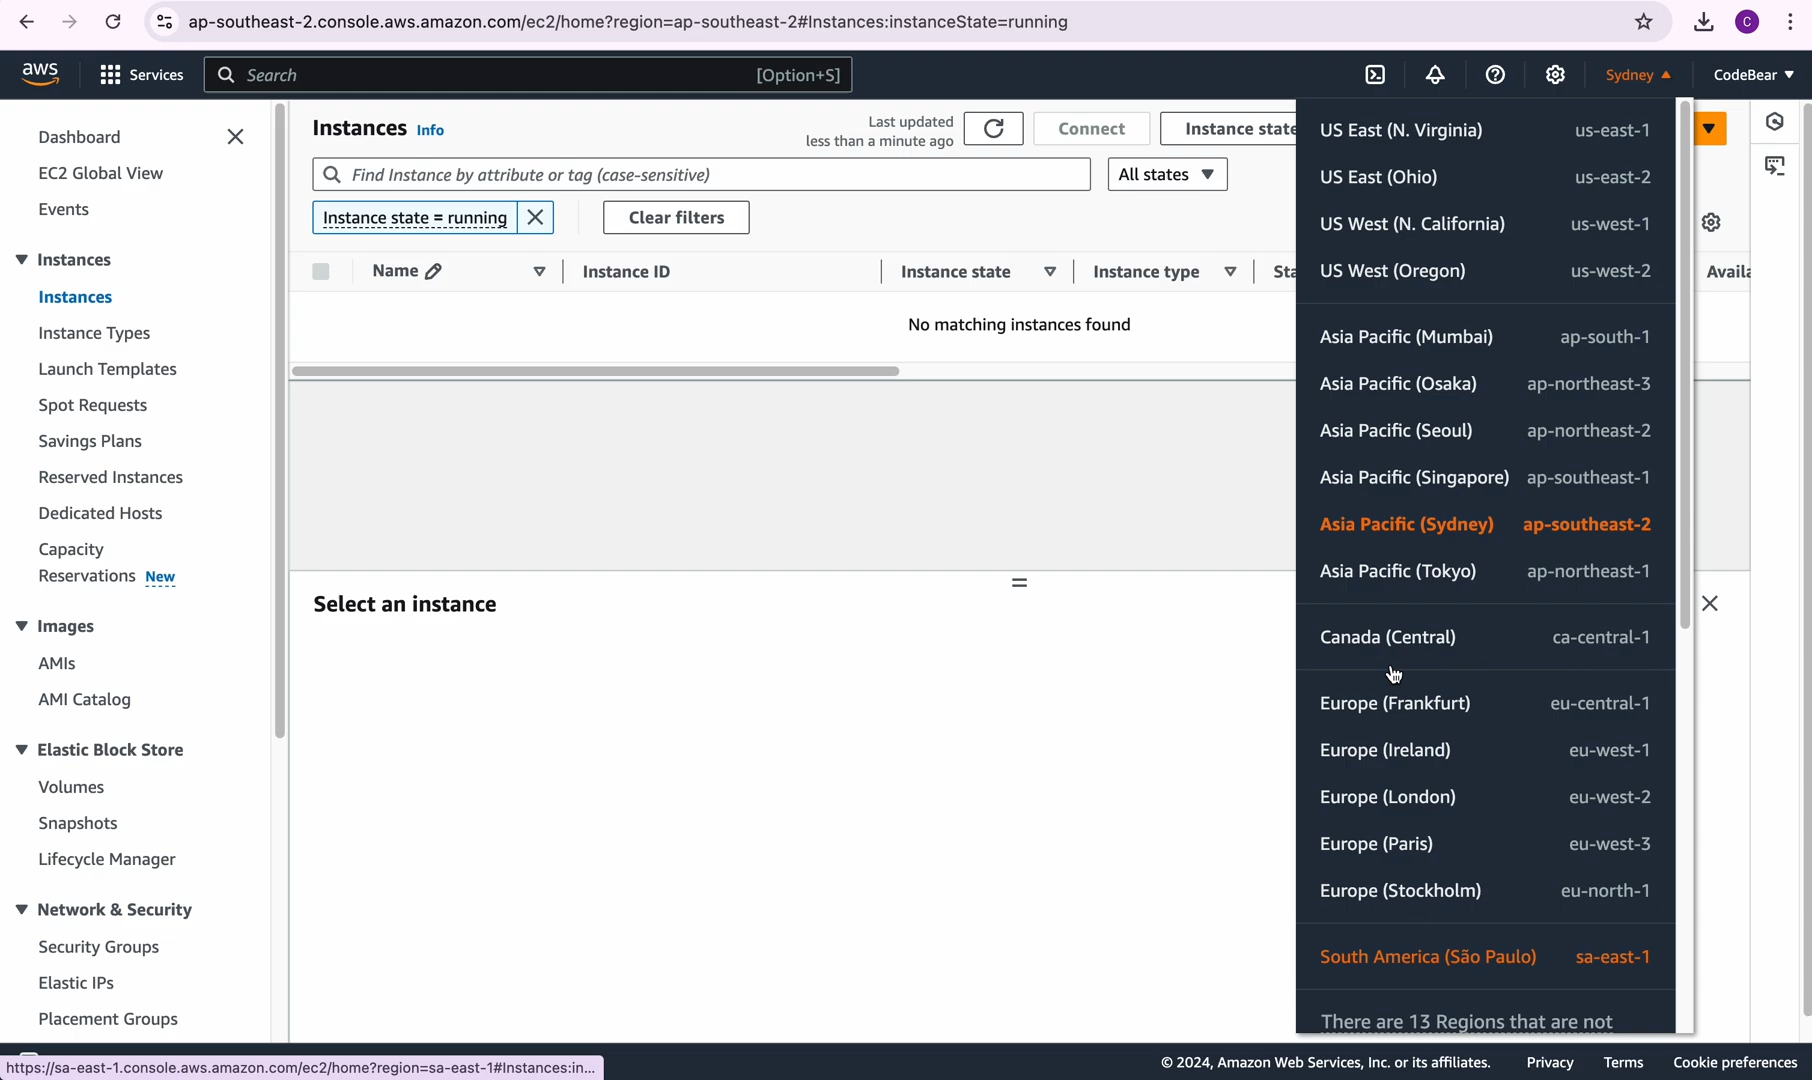 ap-southeast-2.console.aws.amazon.com/ec2/home?region=ap-southeast-2#Instances:instanceState=running
C
aws
Services
Search
[Option+S]
Sydney
CodeBear
Dashboard
EC2 Global View
Events
Instances
Instances
Instance Types
Launch Templates
Spot Requests
Savings Plans
Reserved Instances
Dedicated Hosts
Capacity
Reservations New
Images
AMIs
AMI Catalog
Elastic Block Store
Volumes
Snapshots
Lifecycle Manager
Network & Security
Security Groups
Elastic IPs
Placement Groups
Instances Info
Last updated
less than a minute ago
Connect
Instance state
Find Instance by attribute or tag (case-sensitive)
All states
Instance state = running
Clear filters
Name
Instance ID
Instance state
Instance type
Sta
Availa
No matching instances found
Select an instance
US East (N. Virginia) us-east-1
US East (Ohio) us-east-2
US West (N. California) us-west-1
US West (Oregon) us-west-2
Asia Pacific (Mumbai) ap-south-1
Asia Pacific (Osaka) ap-northeast-3
Asia Pacific (Seoul) ap-northeast-2
Asia Pacific (Singapore) ap-southeast-1
Asia Pacific (Sydney) ap-southeast-2
Asia Pacific (Tokyo) ap-northeast-1
Canada (Central) ca-central-1
Europe (Frankfurt) eu-central-1
Europe (Ireland) eu-west-1
Europe (London) eu-west-2
Europe (Paris) eu-west-3
Europe (Stockholm) eu-north-1
South America (São Paulo) sa-east-1
There are 13 Regions that are not
https://sa-east-1.console.aws.amazon.com/ec2/home?region=sa-east-1#Instances:in...
© 2024, Amazon Web Services, Inc. or its affiliates.
Privacy
Terms
Cookie preferences